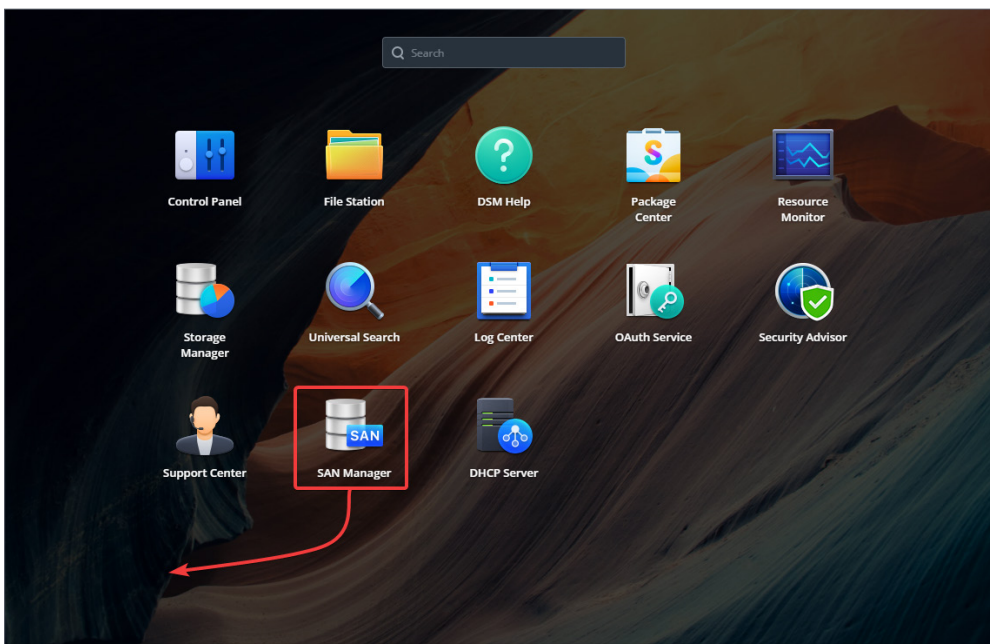 Search
Control Panel
File Station
DSM Help
Package
Center
Resource
Monitor
Storage
Manager
Universal Search
Log Center
OAuth Service
Security Advisor
Support Center
SAN
SAN Manager
DHCP Server